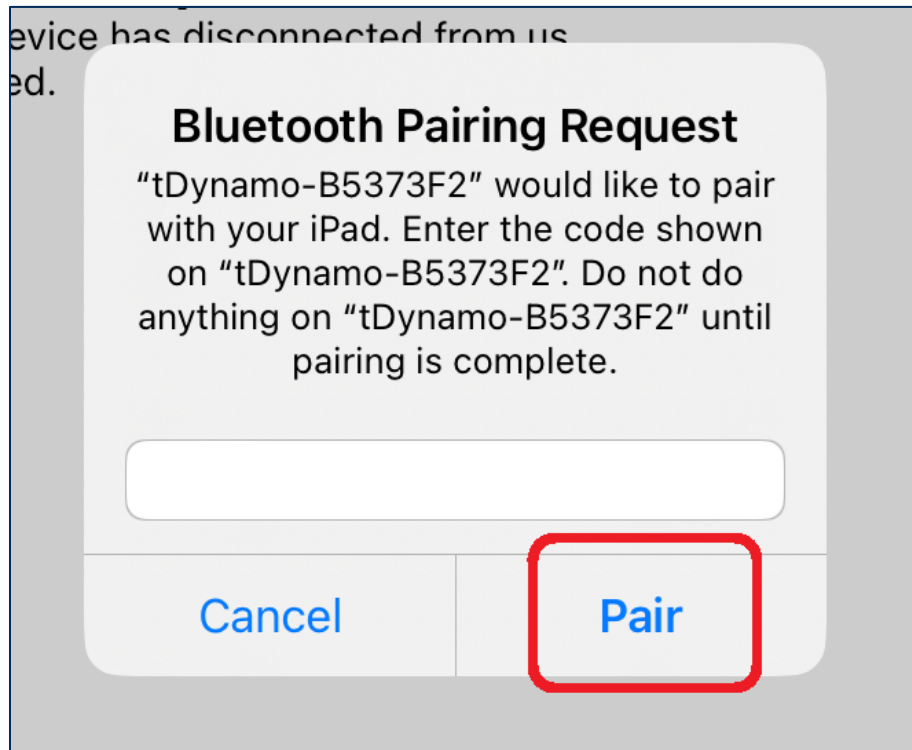 evice has disconnected from us
ed.
Bluetooth Pairing Request
“tDynamo-B5373F2” would like to pair
with your iPad. Enter the code shown
on “tDynamo-B5373F2”. Do not do
anything on “tDynamo-B5373F2” until
pairing is complete.
Cancel
Pair